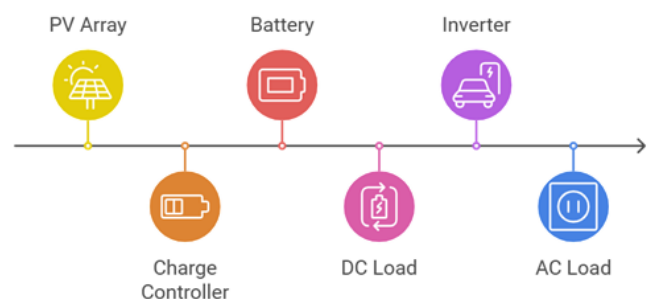 PV Array
Battery
Inverter
Charge
Controller
DC Load
AC Load